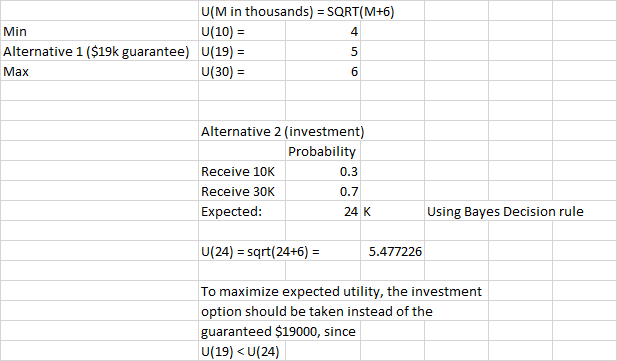 U(M in thousands) = SQRT(M+6)
Min U(10) = 4
Alternative 1 ($19k guarantee) U(19) = 5
Max U(30) = 6
Alternative 2 (investment)
Probability
Receive 10K 0.3
Receive 30K 0.7
Expected: 24 K Using Bayes Decision rule
U(24) = sqrt(24+6) = 5.477226
To maximize expected utility, the investment
option should be taken instead of the
guaranteed $19000, since
U(19) < U(24)